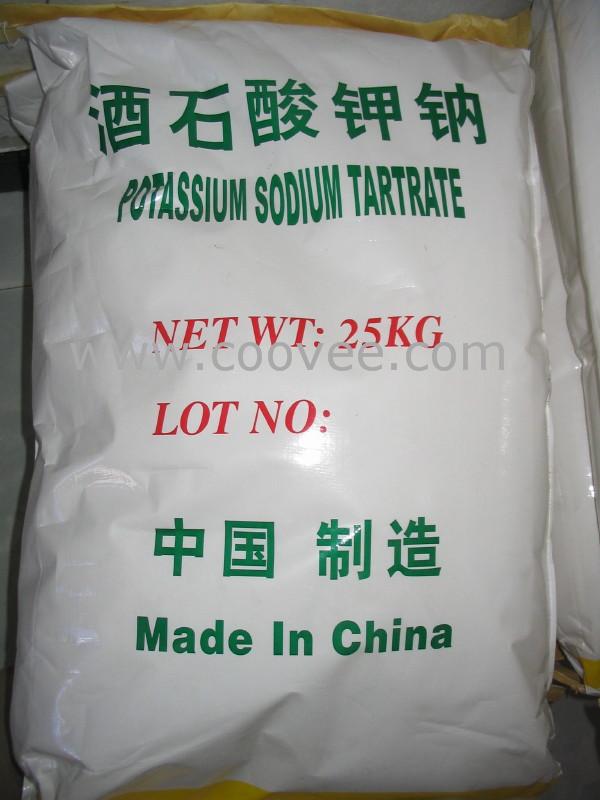 酒石酸钾钠
POTASSIUM SODIUM TARTRATE
NET WT: 25KG
www.coovee.com
LOT NO:
中国 制造
Made In China